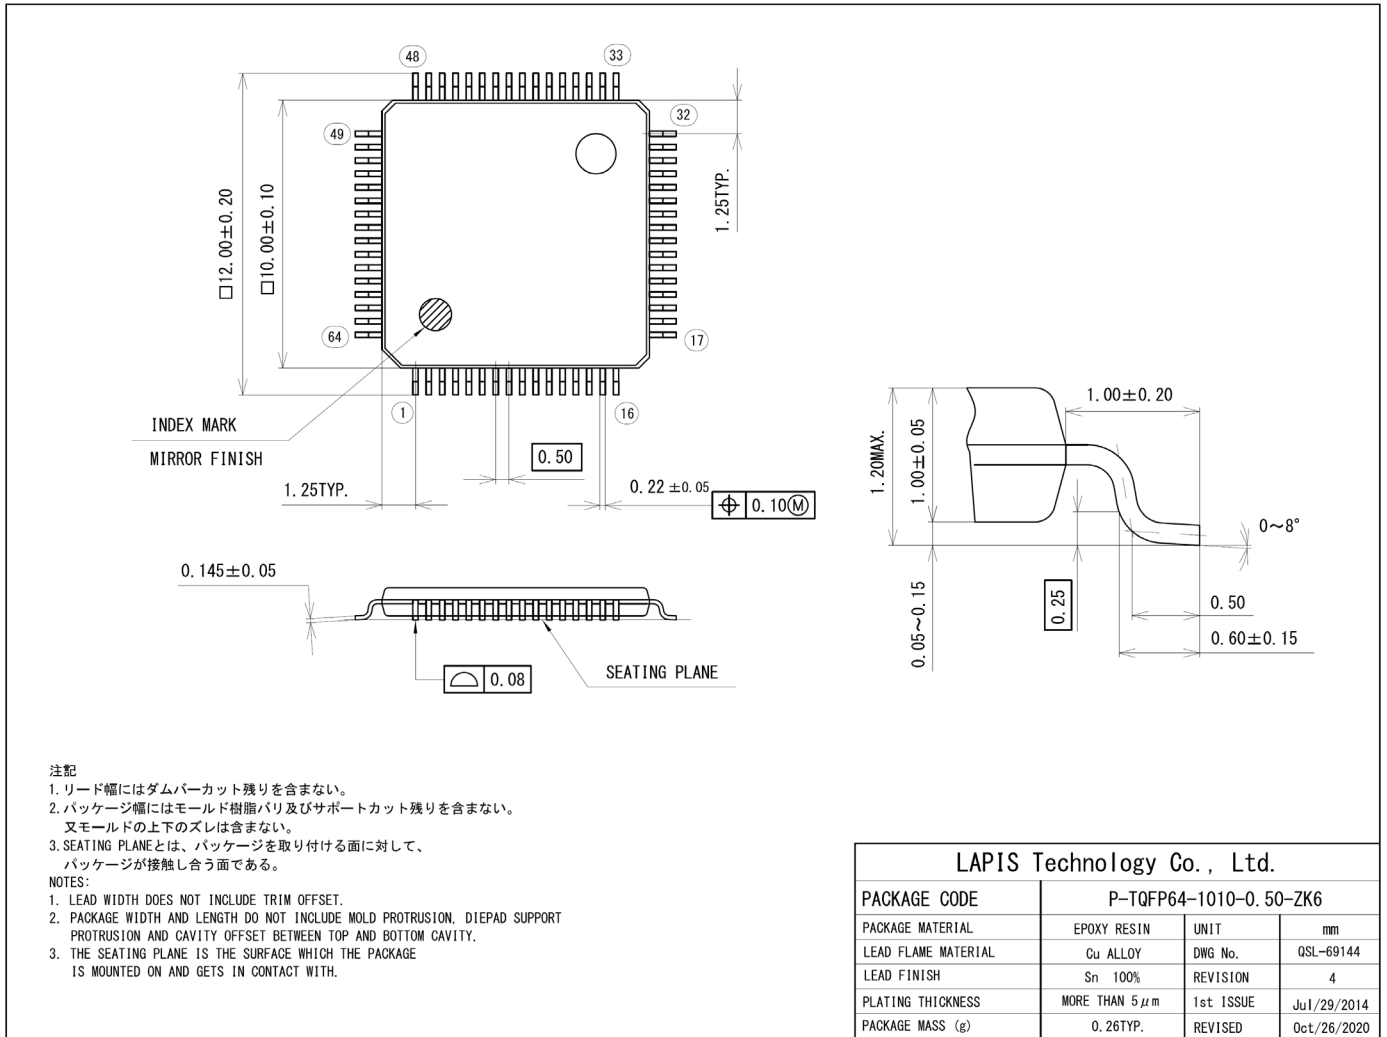 48
33
32
49
□12.00±0.20
□10.00±0.10
1.25TYP.
64
17
1
16
INDEX MARK
MIRROR FINISH
0.50
1.25TYP.
0.22 ±0.05
0.10Ⓜ
1.00±0.20
1.20MAX.
1.00±0.05
0~8°
0.05~0.15
0.25
0.50
0.60±0.15
0.145±0.05
0.08
SEATING PLANE
注記
1.リード幅にはダムバーカット残りを含まない。
2.パッケージ幅にはモールド樹脂バリ及びサポートカット残りを含まない。
又モールドの上下のズレは含まない。
3.SEATING PLANEとは、パッケージを取り付ける面に対して、
パッケージが接触し合う面である。
NOTES:
1. LEAD WIDTH DOES NOT INCLUDE TRIM OFFSET.
2. PACKAGE WIDTH AND LENGTH DO NOT INCLUDE MOLD PROTRUSION, DIEPAD SUPPORT
PROTRUSION AND CAVITY OFFSET BETWEEN TOP AND BOTTOM CAVITY.
3. THE SEATING PLANE IS THE SURFACE WHICH THE PACKAGE
IS MOUNTED ON AND GETS IN CONTACT WITH.
LAPIS Technology Co., Ltd.
PACKAGE CODE P-TQFP64-1010-0.50-ZK6
PACKAGE MATERIAL EPOXY RESIN UNIT mm
LEAD FLAME MATERIAL Cu ALLOY DWG No. QSL-69144
LEAD FINISH Sn 100% REVISION 4
PLATING THICKNESS MORE THAN 5μm 1st ISSUE Jul/29/2014
PACKAGE MASS (g) 0.26TYP. REVISED Oct/26/2020